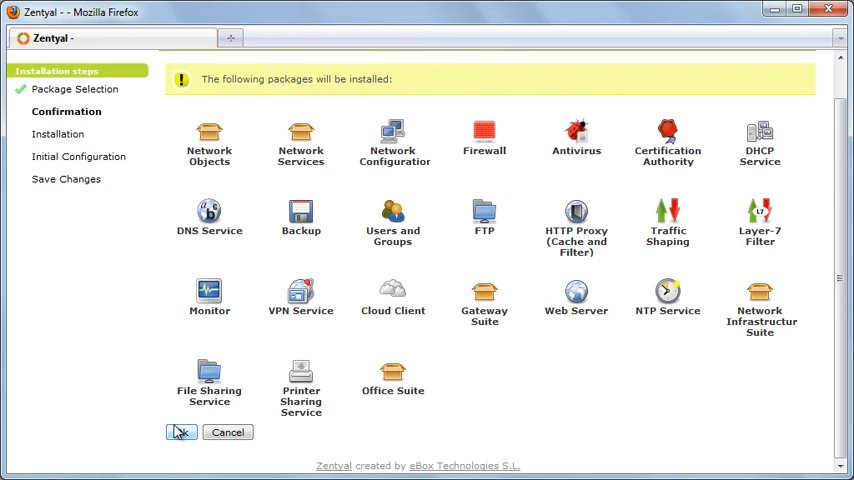 Zentyal - - Mozilla Firefox
Zentyal -
Installation steps
Package Selection
Confirmation
Installation
Initial Configuration
Save Changes
The following packages will be installed:
Network Objects
Network Services
Network Configuratior
Firewall
Antivirus
Certification Authority
DHCP Service
DNS Service
Backup
Users and Groups
FTP
HTTP Proxy (Cache and Filter)
Traffic Shaping
L7
Layer-7 Filter
Monitor
VPN Service
Cloud Client
Gateway Suite
Web Server
NTP Service
Network Infrastructur Suite
File Sharing Service
Printer Sharing Service
Office Suite
Cancel
Zentyal created by eBox Technologies S.L.